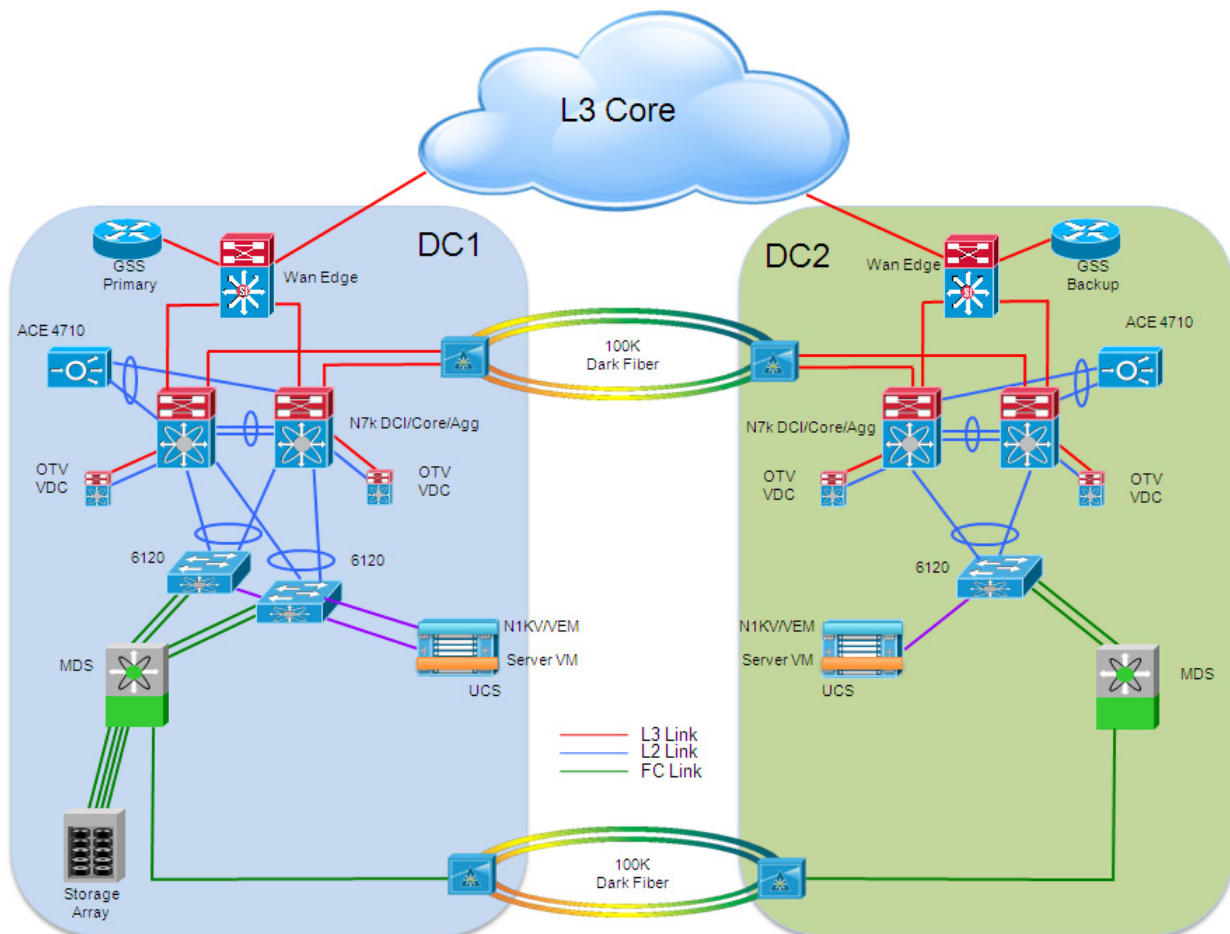 L3 Core
DC1
GSS
Primary
Wan Edge
ACE 4710
N7k DCI/Core/Agg
OTV
VDC
OTV
VDC
6120
6120
MDS
N1KV/VEM
Server VM
UCS
Storage
Array
100K
Dark Fiber
L3 Link
L2 Link
FC Link
100K
Dark Fiber
DC2
Wan Edge
GSS
Backup
ACE 4710
N7k DCI/Core/Agg
OTV
VDC
OTV
VDC
6120
N1KV/VEM
Server VM
UCS
MDS